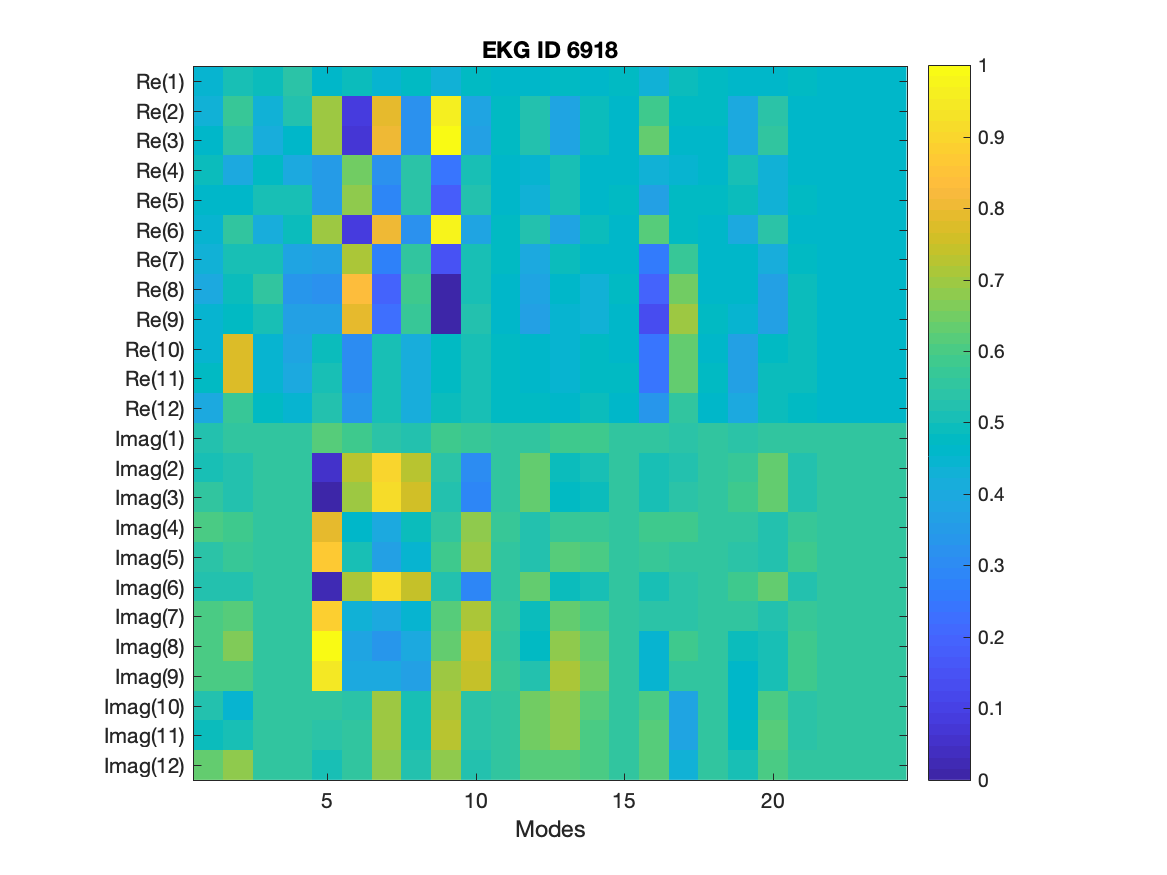 EKG ID 6918
Re(1)
Re(2)
Re(3)
Re(4)
Re(5)
Re(6)
Re(7)
Re(8)
Re(9)
Re(10)
Re(11)
Re(12)
Imag(1)
Imag(2)
Imag(3)
Imag(4)
Imag(5)
Imag(6)
Imag(7)
Imag(8)
Imag(9)
Imag(10)
Imag(11)
Imag(12)
5 10 15 20
Modes
1
0.9
0.8
0.7
0.6
0.5
0.4
0.3
0.2
0.1
0